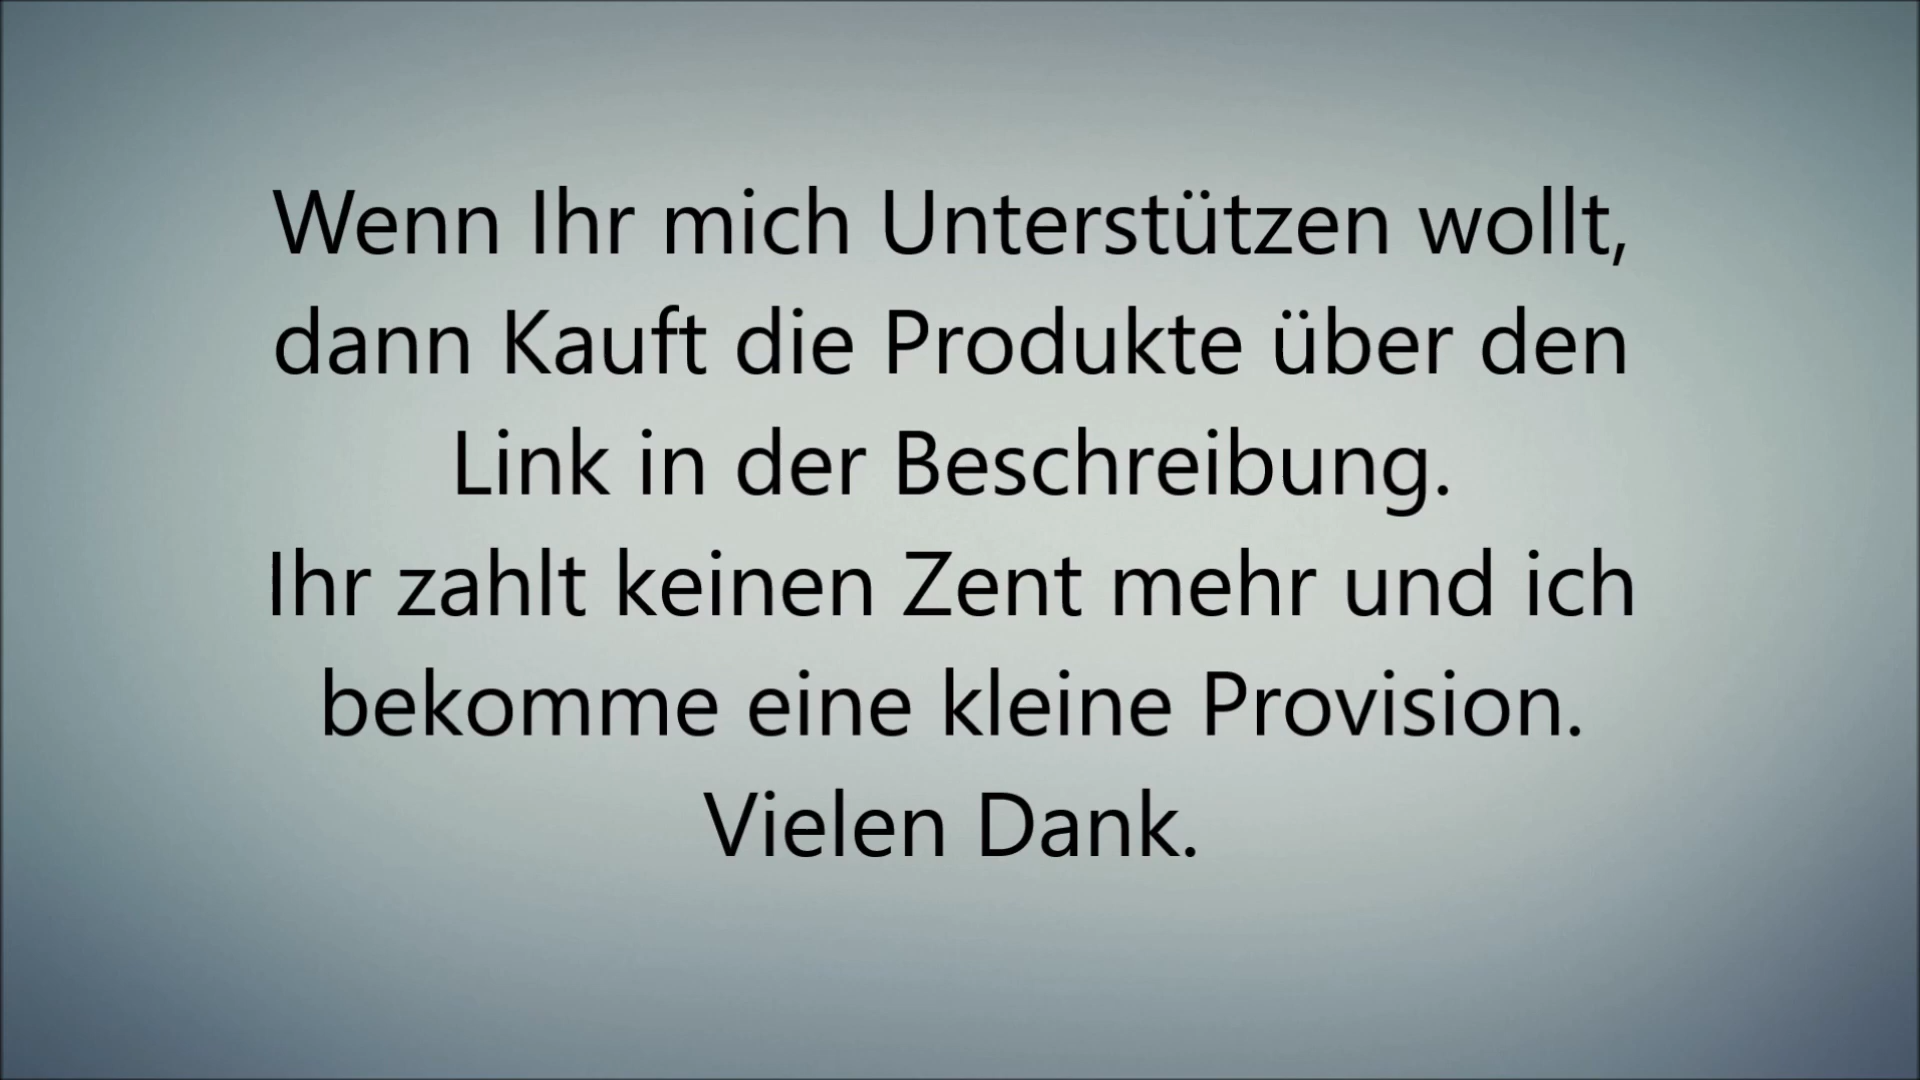 Wenn Ihr mich Unterstützen wollt,
dann Kauft die Produkte über den
Link in der Beschreibung.
Ihr zahlt keinen Zent mehr und ich
bekomme eine kleine Provision.
Vielen Dank.